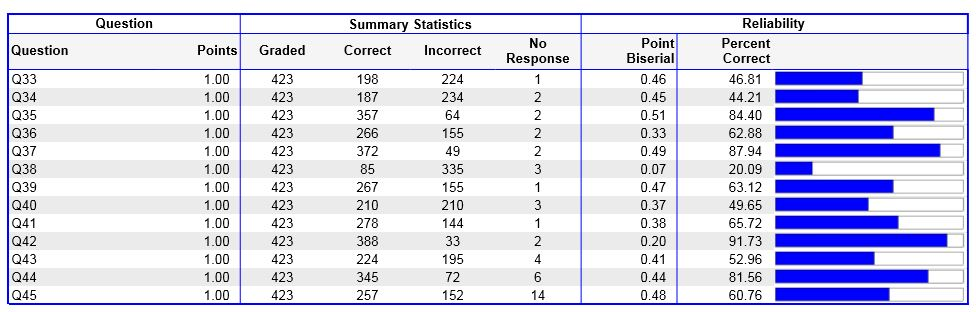 Question Summary Statistics Reliability
Question Points Graded Correct Incorrect No Response Point Biserial Percent Correct
Q33 1.00 423 198 224 1 0.46 46.81
Q34 1.00 423 187 234 2 0.45 44.21
Q35 1.00 423 357 64 2 0.51 84.40
Q36 1.00 423 266 155 2 0.33 62.88
Q37 1.00 423 372 49 2 0.49 87.94
Q38 1.00 423 85 335 3 0.07 20.09
Q39 1.00 423 267 155 1 0.47 63.12
Q40 1.00 423 210 210 3 0.37 49.65
Q41 1.00 423 278 144 1 0.38 65.72
Q42 1.00 423 388 33 2 0.20 91.73
Q43 1.00 423 224 195 4 0.41 52.96
Q44 1.00 423 345 72 6 0.44 81.56
Q45 1.00 423 257 152 14 0.48 60.76